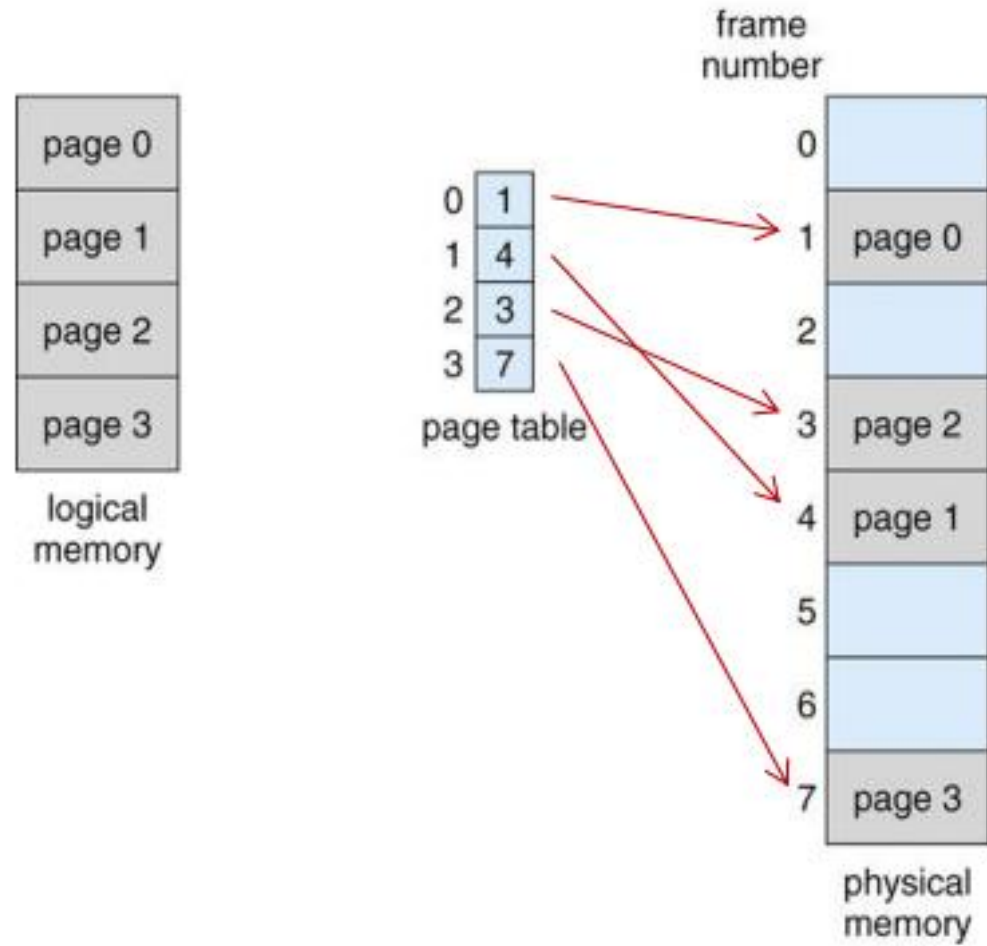 page 0
page 1
page 2
page 3
logical
memory
0 1
1 4
2 3
3 7
page table
frame
number
0
1 page 0
2
3 page 2
4 page 1
5
6
7 page 3
physical
memory